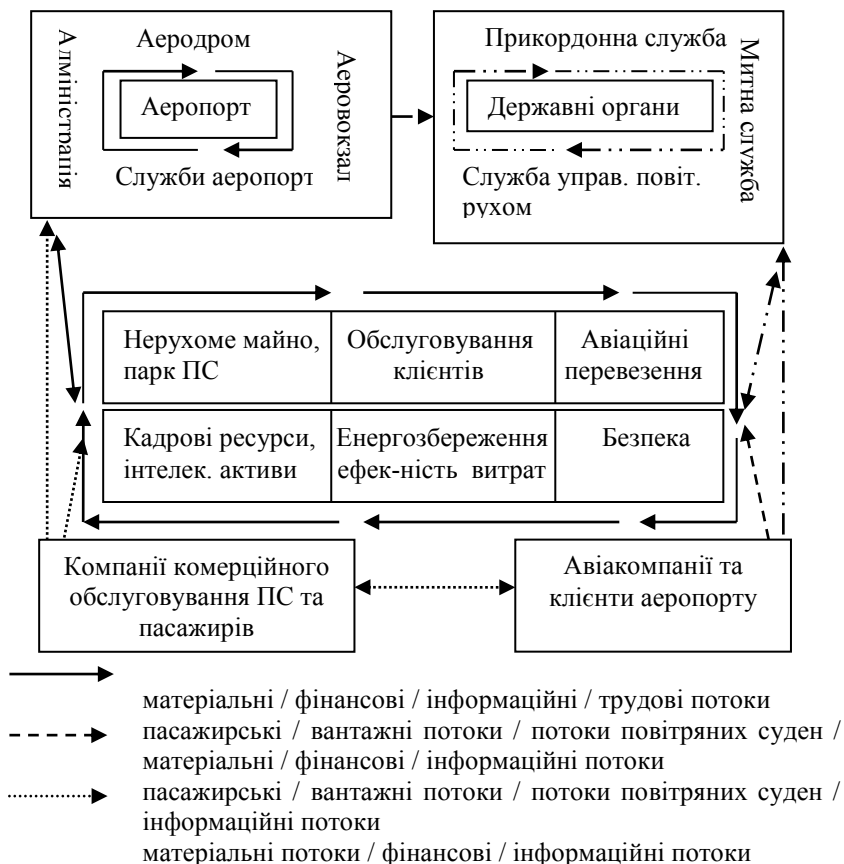 Адміністрація
Аеродром
Аеропорт
Служби аеропорт
Аеровокзал
Прикордонна служба
Державні органи
Служба управ. повіт.
рухом
Митна служба
Нерухоме майно,
парк ПС
Обслуговування
клієнтів
Авіаційні
перевезення
Кадрові ресурси,
інтелек. активи
Енергозбереження
ефек-ність витрат
Безпека
Компанії комерційного
обслуговування ПС та
пасажирів
Авіакомпанії та
клієнти аеропорту
матеріальні / фінансові / інформаційні / трудові потоки
пасажирські / вантажні потоки / потоки повітряних суден /
матеріальні / фінансові / інформаційні потоки
пасажирські / вантажні потоки / потоки повітряних суден /
інформаційні потоки
матеріальні потоки / фінансові / інформаційні потоки